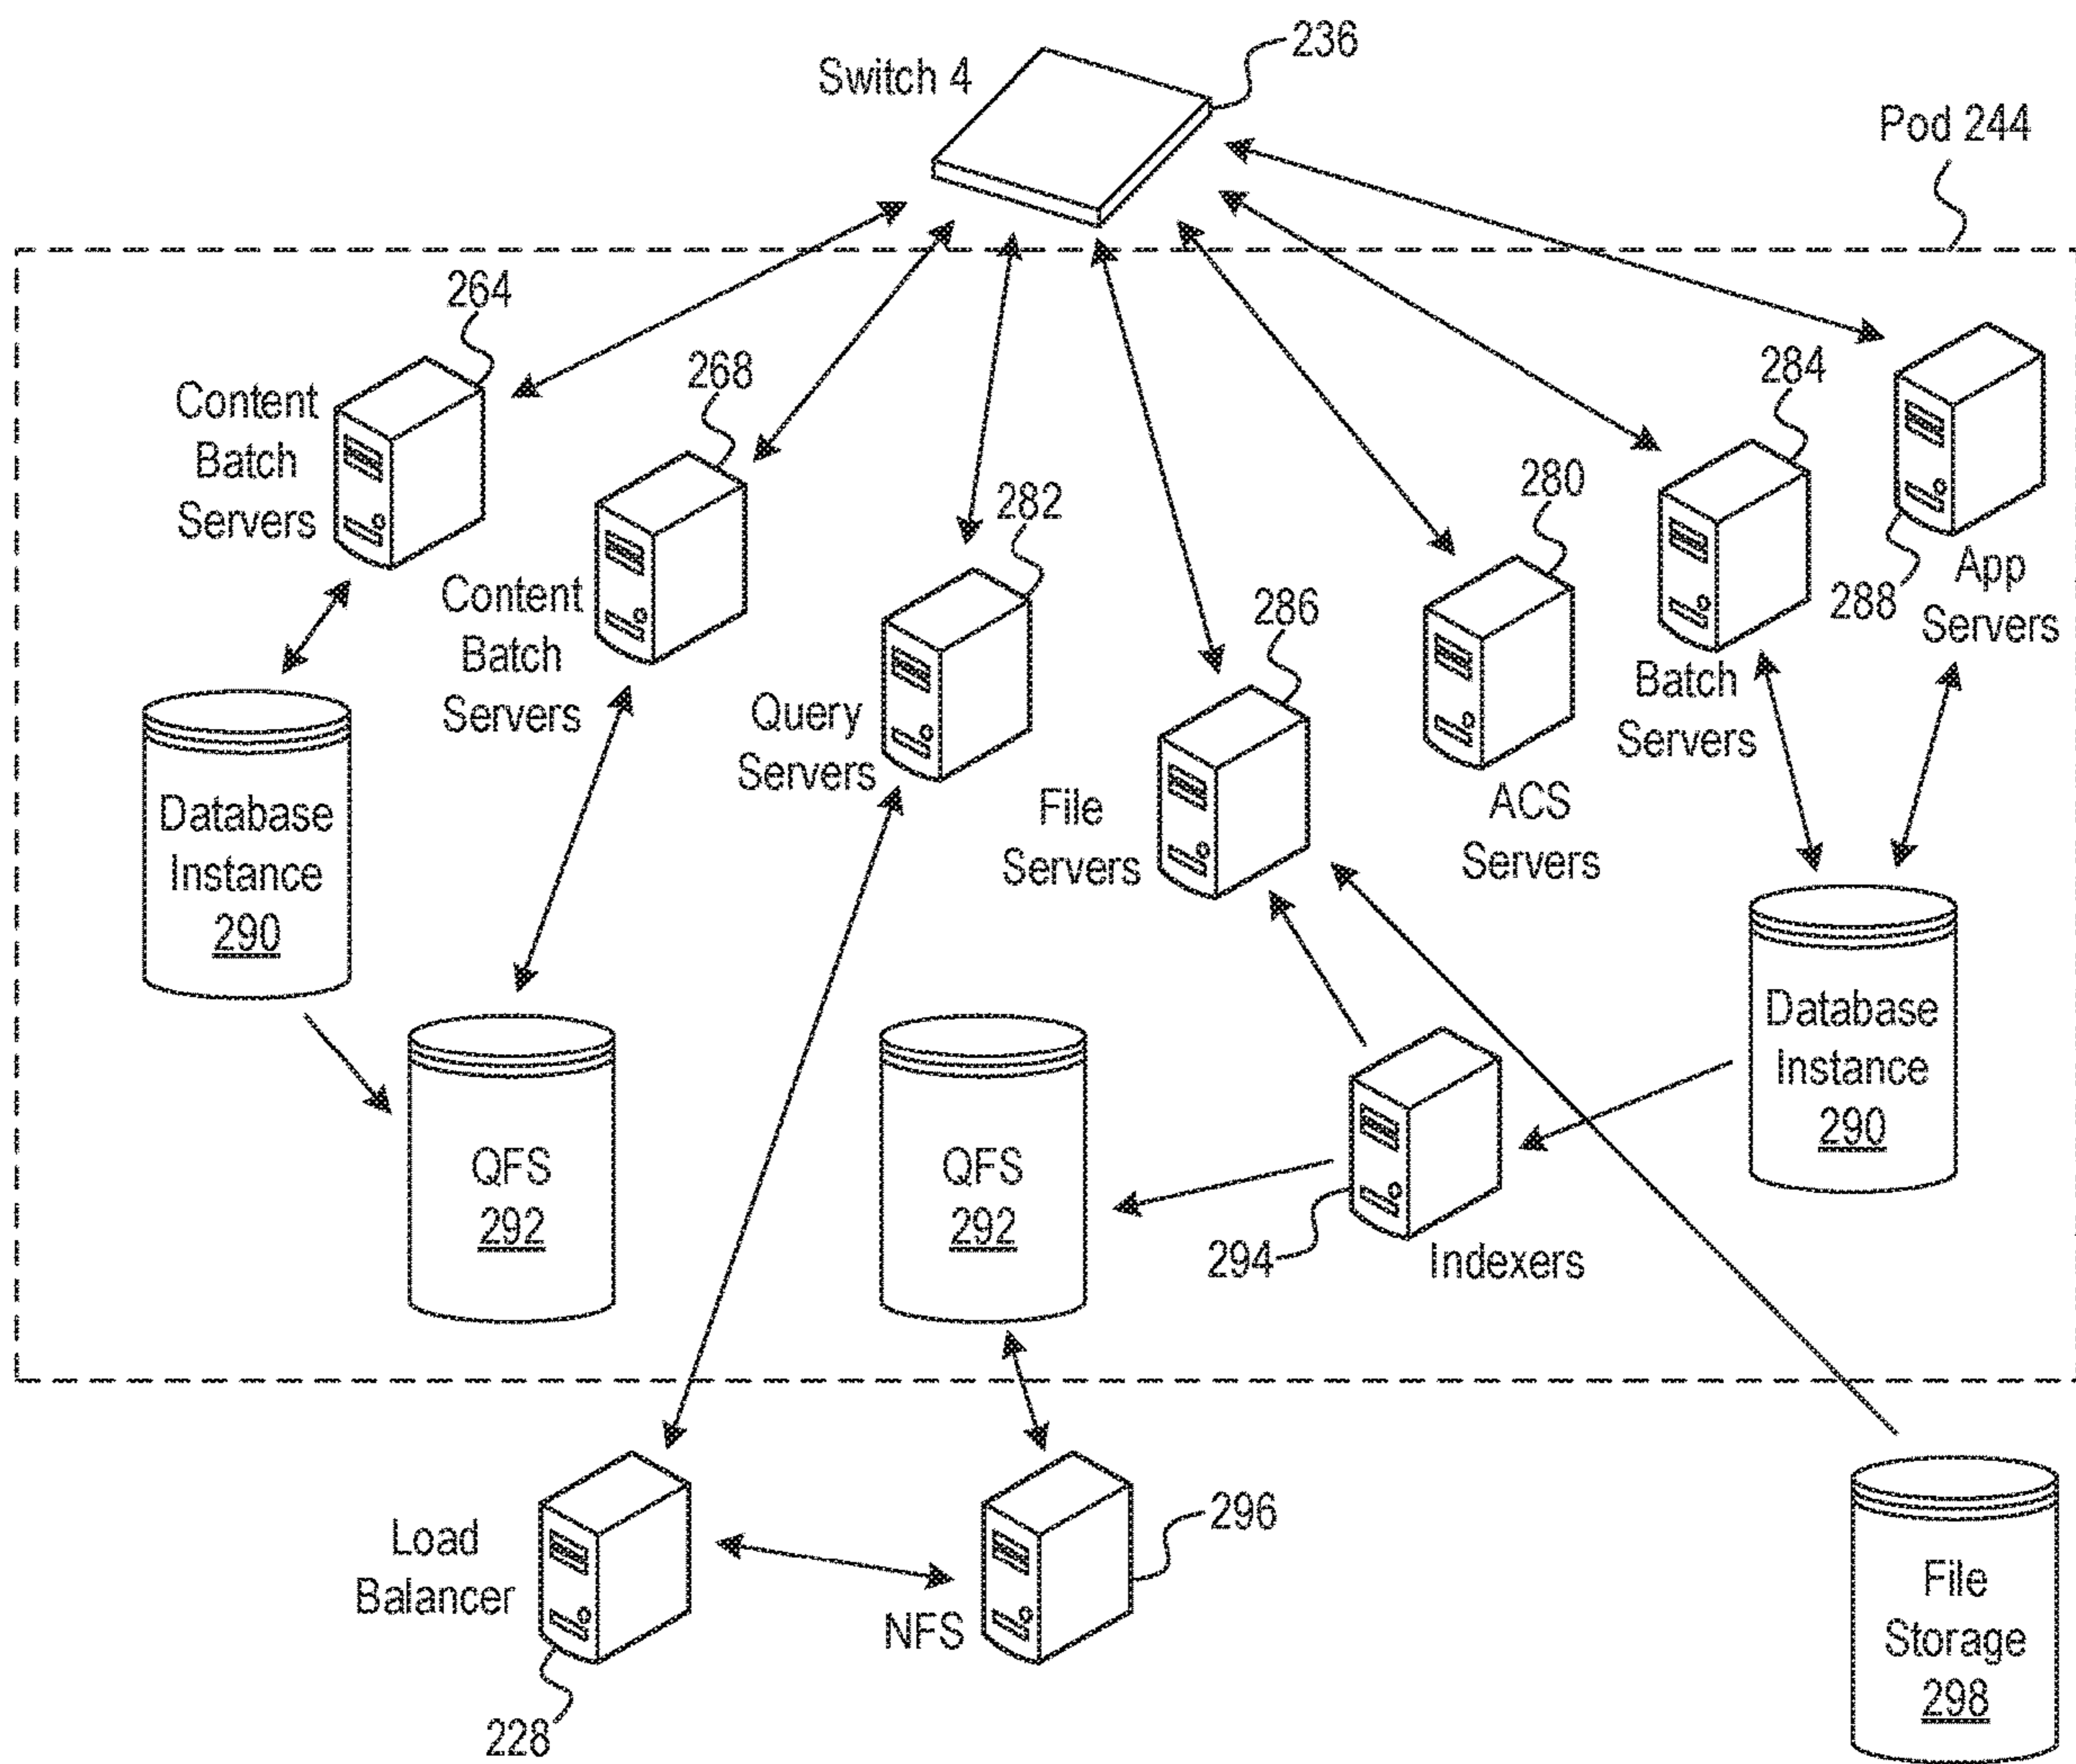 236
Switch 4
Pod 244
264
268
284
Content
Batch
Servers
282
280
286
288
App
Servers
Content
Batch
Servers
Query
Servers
Batch
Servers
File
Servers
ACS
Servers
Database
Instance
290
Database
Instance
290
QFS
292
QFS
292
294
Indexers
Load
Balancer
228
NFS
296
File
Storage
298